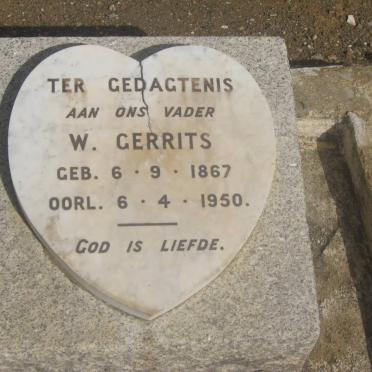 TER GEDAGTENIS
AAN ONS VADER
W. GERRITS
GEB. 6 · 9 · 1867
OORL. 6 · 4 · 1950.
GOD IS LIEFDE.